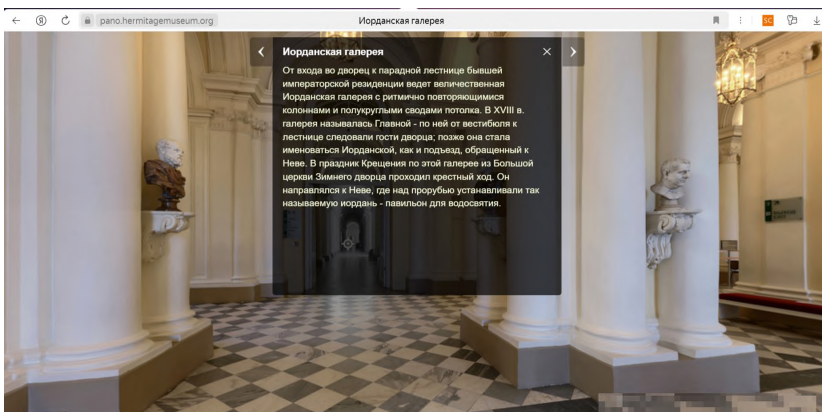 pano.hermitagemuseum.org
Иорданская галерея
SC
Иорданская галерея
От входа во дворец к парадной лестнице бывшей
императорской резиденции ведет величественная
Иорданская галерея с ритмично повторяющимися
колоннами и полукруглыми сводами потолка. В XVIII в.
галерея называлась Главной - по ней от вестибюля к
лестнице следовали гости дворца; позже она стала
именоваться Иорданской, как и подъезд, обращенный к
Неве. В праздник Крещения по этой галерее из Большой
церкви Зимнего дворца проходил крестный ход. Он
направлялся к Неве, где над прорубью устанавливали так
называемую иордань - павильон для водосвятия.